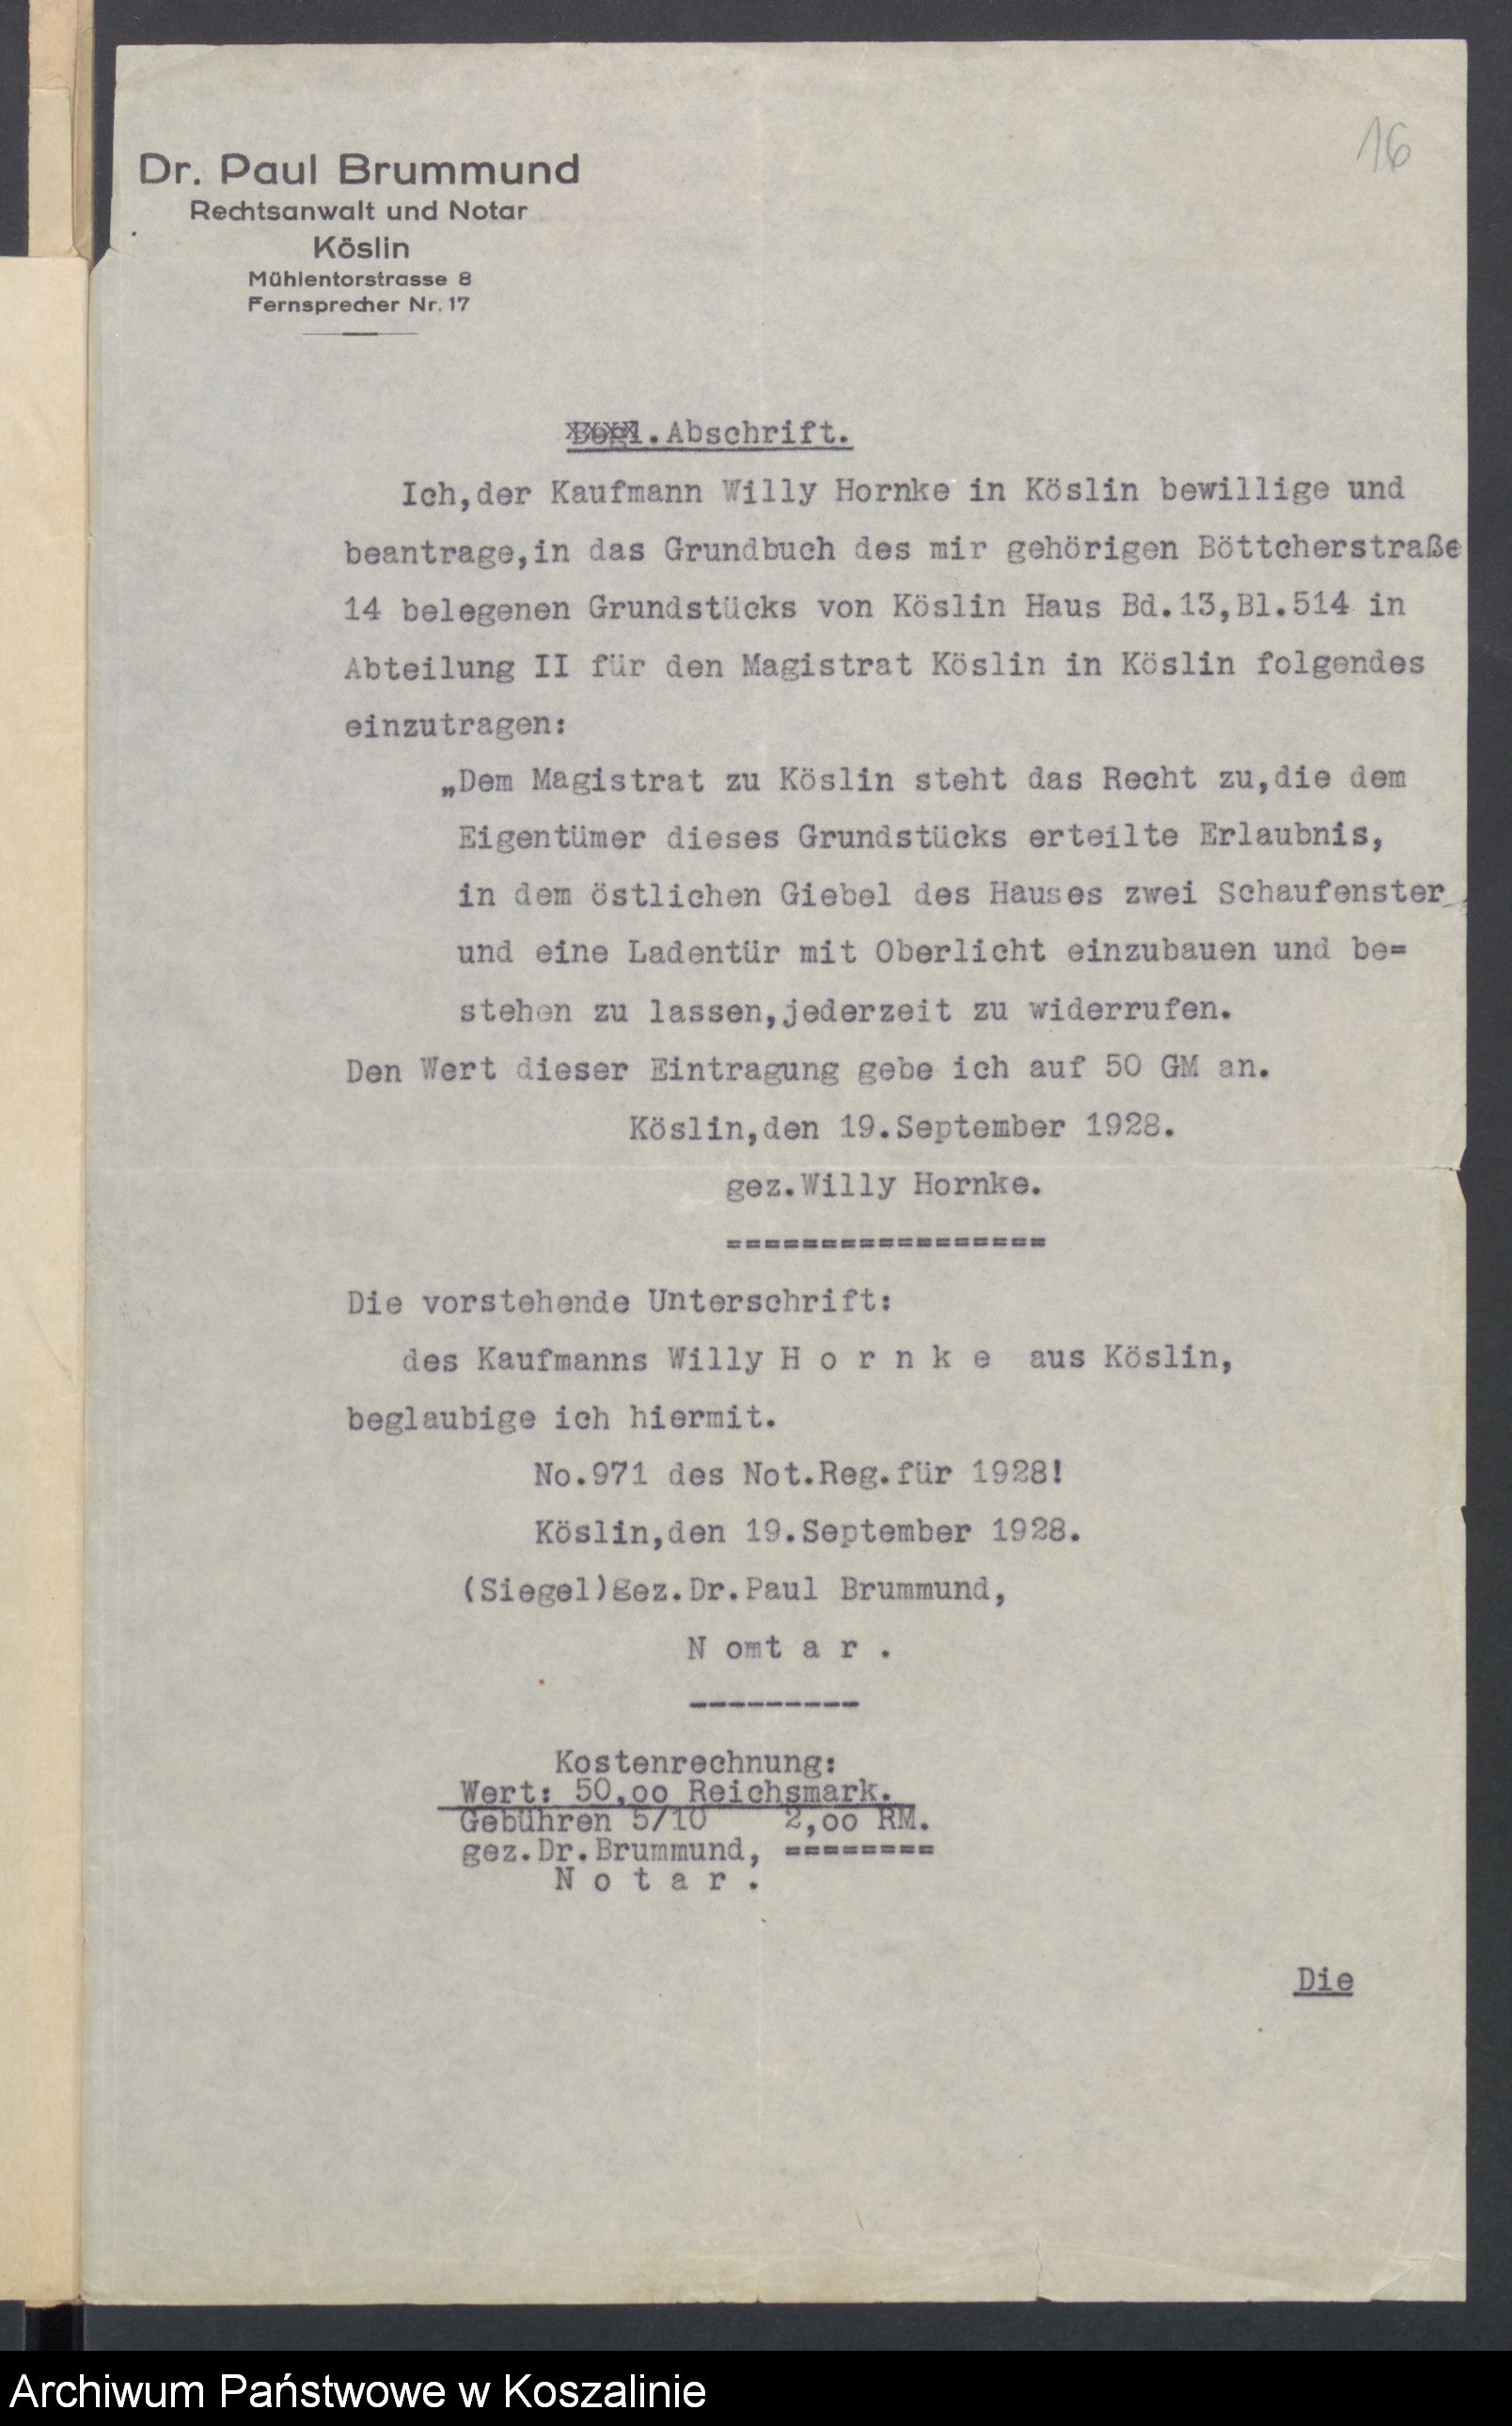 16
Dr. Paul Brummund
Rechtsanwalt und Notar
Köslin
Mühlentorstrasse 8
Fernsprecher Nr. 17
Begl.Abschrift.
Ich,der Kaufmann Willy Hornke in Köslin bewillige und
beantrage,in das Grundbuch des mir gehörigen Böttcherstraße
14 belegenen Grundstücks von Köslin Haus Bd.13,Bl.514 in
Abteilung II für den Magistrat Köslin in Köslin folgendes
einzutragen:
„Dem Magistrat zu Köslin steht das Recht zu,die dem
Eigentümer dieses Grundstücks erteilte Erlaubnis,
in dem östlichen Giebel des Hauses zwei Schaufenster
und eine Ladentür mit Oberlicht einzubauen und be=
stehen zu lassen,jederzeit zu widerrufen.
Den Wert dieser Eintragung gebe ich auf 50 GM an.
Köslin,den 19.September 1928.
gez.Willy Hornke.
=================
Die vorstehende Unterschrift:
des Kaufmanns Willy H o r n k e aus Köslin,
beglaubige ich hiermit.
No.971 des Not.Reg.für 1928!
Köslin,den 19.September 1928.
(Siegel)gez.Dr.Paul Brummund,
N omt a r .
---------
Kostenrechnung:
Wert: 50,oo Reichsmark.
Gebühren 5/10 2,oo RM.
gez.Dr.Brummund, ========
N o t a r .
Die
Archiwum Państwowe w Koszalinie